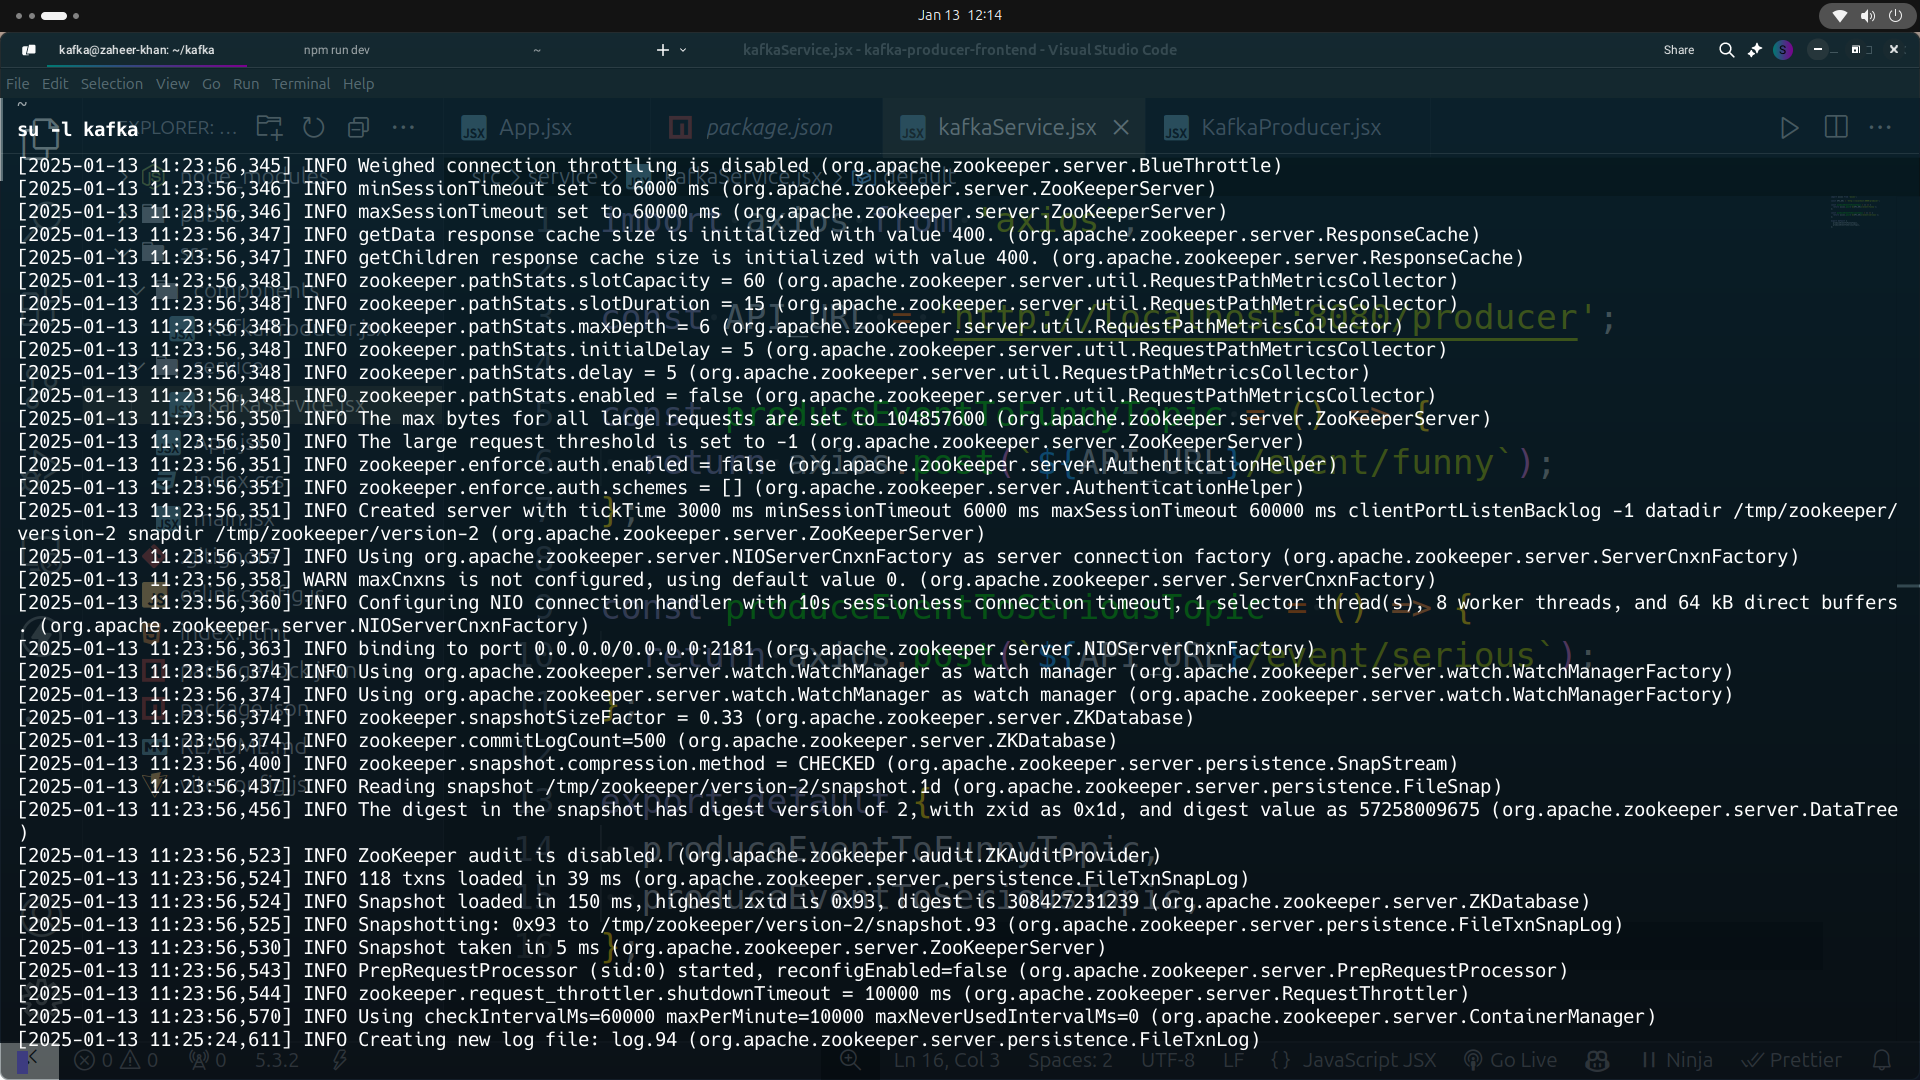 Jan 13 12:14
kafka@zaheer-khan: ~/kafka
npm run dev
~
kafkaService.jsx - kafka-producer-frontend - Visual Studio Code
Share
S
File Edit Selection View Go Run Terminal Help
~
su -l kafka
EXPLORER: ...
App.jsx
package.json
kafkaService.jsx
KafkaProducer.jsx
[2025-01-13 11:23:56,345] INFO Weighed connection throttling is disabled (org.apache.zookeeper.server.BlueThrottle)
[2025-01-13 11:23:56,346] INFO minSessionTimeout set to 6000 ms (org.apache.zookeeper.server.ZooKeeperServer)
[2025-01-13 11:23:56,346] INFO maxSessionTimeout set to 60000 ms (org.apache.zookeeper.server.ZooKeeperServer)
[2025-01-13 11:23:56,347] INFO getData response cache size is initialized with value 400. (org.apache.zookeeper.server.ResponseCache)
[2025-01-13 11:23:56,347] INFO getChildren response cache size is initialized with value 400. (org.apache.zookeeper.server.ResponseCache)
[2025-01-13 11:23:56,348] INFO zookeeper.pathStats.slotCapacity = 60 (org.apache.zookeeper.server.util.RequestPathMetricsCollector)
[2025-01-13 11:23:56,348] INFO zookeeper.pathStats.slotDuration = 15 (org.apache.zookeeper.server.util.RequestPathMetricsCollector)
[2025-01-13 11:23:56,348] INFO zookeeper.pathStats.maxDepth = 6 (org.apache.zookeeper.server.util.RequestPathMetricsCollector)
[2025-01-13 11:23:56,348] INFO zookeeper.pathStats.initialDelay = 5 (org.apache.zookeeper.server.util.RequestPathMetricsCollector)
[2025-01-13 11:23:56,348] INFO zookeeper.pathStats.delay = 5 (org.apache.zookeeper.server.util.RequestPathMetricsCollector)
[2025-01-13 11:23:56,348] INFO zookeeper.pathStats.enabled = false (org.apache.zookeeper.server.util.RequestPathMetricsCollector)
[2025-01-13 11:23:56,350] INFO The max bytes for all large requests are set to 104857600 (org.apache.zookeeper.server.ZooKeeperServer)
[2025-01-13 11:23:56,350] INFO The large request threshold is set to -1 (org.apache.zookeeper.server.ZooKeeperServer)
[2025-01-13 11:23:56,351] INFO zookeeper.enforce.auth.enabled = false (org.apache.zookeeper.server.AuthenticationHelper)
[2025-01-13 11:23:56,351] INFO zookeeper.enforce.auth.schemes = [] (org.apache.zookeeper.server.AuthenticationHelper)
[2025-01-13 11:23:56,351] INFO Created server with tickTime 3000 ms minSessionTimeout 6000 ms maxSessionTimeout 60000 ms clientPortListenBacklog -1 datadir /tmp/zookeeper/
version-2 snapdir /tmp/zookeeper/version-2 (org.apache.zookeeper.server.ZooKeeperServer)
[2025-01-13 11:23:56,357] INFO Using org.apache.zookeeper.server.NIOServerCnxnFactory as server connection factory (org.apache.zookeeper.server.ServerCnxnFactory)
[2025-01-13 11:23:56,358] WARN maxCnxns is not configured, using default value 0. (org.apache.zookeeper.server.ServerCnxnFactory)
[2025-01-13 11:23:56,360] INFO Configuring NIO connection handler with 10s sessionless connection timeout, 1 selector thread(s), 8 worker threads, and 64 kB direct buffers
. (org.apache.zookeeper.server.NIOServerCnxnFactory)
[2025-01-13 11:23:56,363] INFO binding to port 0.0.0.0/0.0.0.0:2181 (org.apache.zookeeper.server.NIOServerCnxnFactory)
[2025-01-13 11:23:56,374] INFO Using org.apache.zookeeper.server.watch.WatchManager as watch manager (org.apache.zookeeper.server.watch.WatchManagerFactory)
[2025-01-13 11:23:56,374] INFO Using org.apache.zookeeper.server.watch.WatchManager as watch manager (org.apache.zookeeper.server.watch.WatchManagerFactory)
[2025-01-13 11:23:56,374] INFO zookeeper.snapshotSizeFactor = 0.33 (org.apache.zookeeper.server.ZKDatabase)
[2025-01-13 11:23:56,374] INFO zookeeper.commitLogCount=500 (org.apache.zookeeper.server.ZKDatabase)
[2025-01-13 11:23:56,400] INFO zookeeper.snapshot.compression.method = CHECKED (org.apache.zookeeper.server.persistence.SnapStream)
[2025-01-13 11:23:56,437] INFO Reading snapshot /tmp/zookeeper/version-2/snapshot.1d (org.apache.zookeeper.server.persistence.FileSnap)
[2025-01-13 11:23:56,456] INFO The digest in the snapshot has digest version of 2, with zxid as 0x1d, and digest value as 57258009675 (org.apache.zookeeper.server.DataTree
)
[2025-01-13 11:23:56,523] INFO ZooKeeper audit is disabled. (org.apache.zookeeper.audit.ZKAuditProvider)
[2025-01-13 11:23:56,524] INFO 118 txns loaded in 39 ms (org.apache.zookeeper.server.persistence.FileTxnSnapLog)
[2025-01-13 11:23:56,524] INFO Snapshot loaded in 150 ms, highest zxid is 0x93, digest is 308427231239 (org.apache.zookeeper.server.ZKDatabase)
[2025-01-13 11:23:56,525] INFO Snapshotting: 0x93 to /tmp/zookeeper/version-2/snapshot.93 (org.apache.zookeeper.server.persistence.FileTxnSnapLog)
[2025-01-13 11:23:56,530] INFO Snapshot taken in 5 ms (org.apache.zookeeper.server.ZooKeeperServer)
[2025-01-13 11:23:56,543] INFO PrepRequestProcessor (sid:0) started, reconfigEnabled=false (org.apache.zookeeper.server.PrepRequestProcessor)
[2025-01-13 11:23:56,544] INFO zookeeper.request_throttler.shutdownTimeout = 10000 ms (org.apache.zookeeper.server.RequestThrottler)
[2025-01-13 11:23:56,570] INFO Using checkIntervalMs=60000 maxPerMinute=10000 maxNeverUsedIntervalMs=0 (org.apache.zookeeper.server.ContainerManager)
[2025-01-13 11:25:24,611] INFO Creating new log file: log.94 (org.apache.zookeeper.server.persistence.FileTxnLog)
0 0 0 5.3.2 Ln 16, Col 3 Spaces: 2 UTF-8 LF {} JavaScript JSX Go Live Ninja Prettier